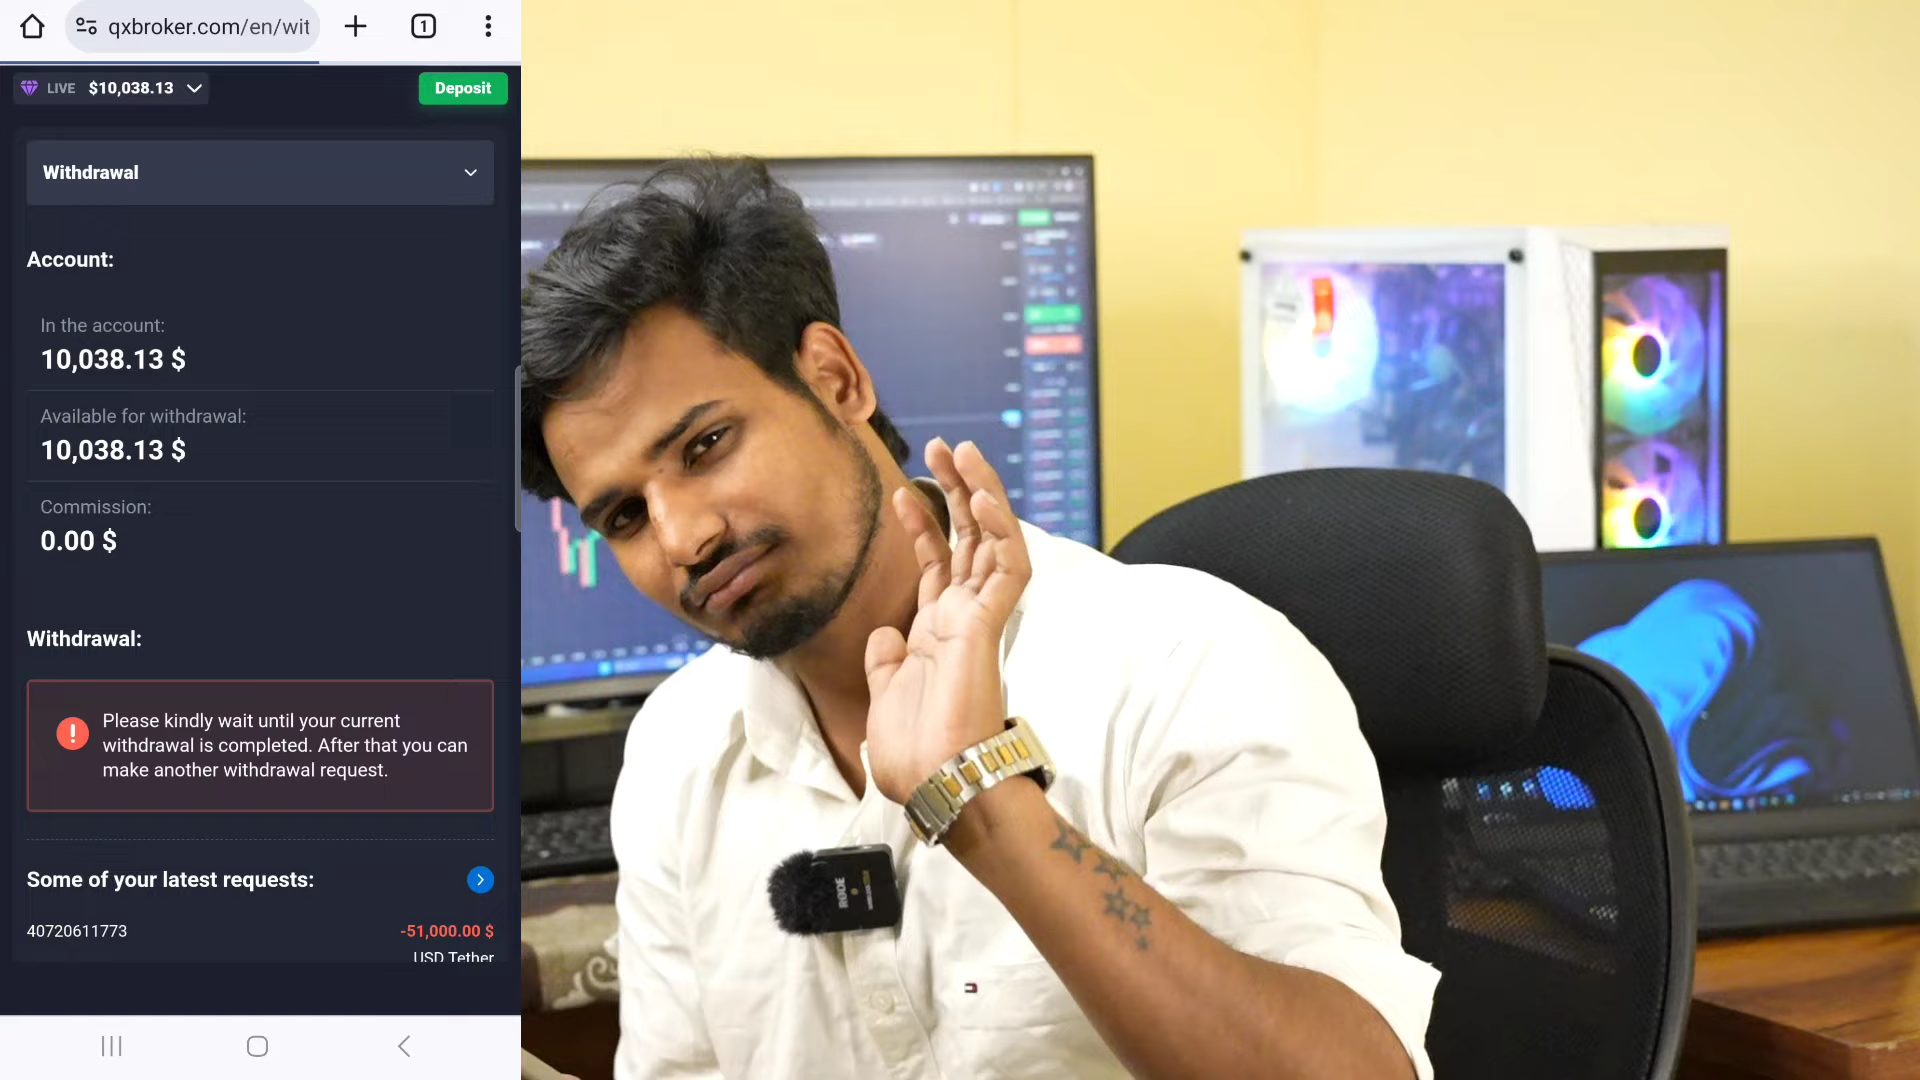 qxbroker.com/en/wit
1
LIVE $10,038.13
Deposit
Withdrawal
Account:
In the account:
10,038.13 $
Available for withdrawal:
10,038.13 $
Commission:
0.00 $
Withdrawal:
Please kindly wait until your current
withdrawal is completed. After that you can
make another withdrawal request.
Some of your latest requests:
40720611773
-51,000.00 $
USD Tether
RODE